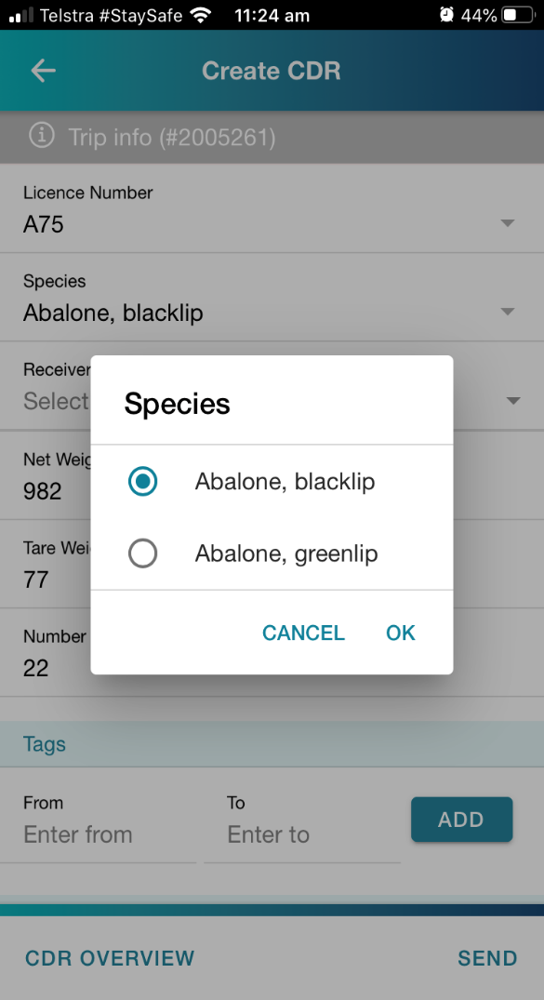 Telstra #StaySafe 11:24 am 44%
Create CDR
Trip info (#2005261)
Licence Number
A75
Species
Abalone, blacklip
Receiver
Select
Net Weig
982
Tare Wei
77
Number
22
Species
Abalone, blacklip
Abalone, greenlip
CANCEL OK
Tags
From To
Enter from Enter to ADD
CDR OVERVIEW SEND